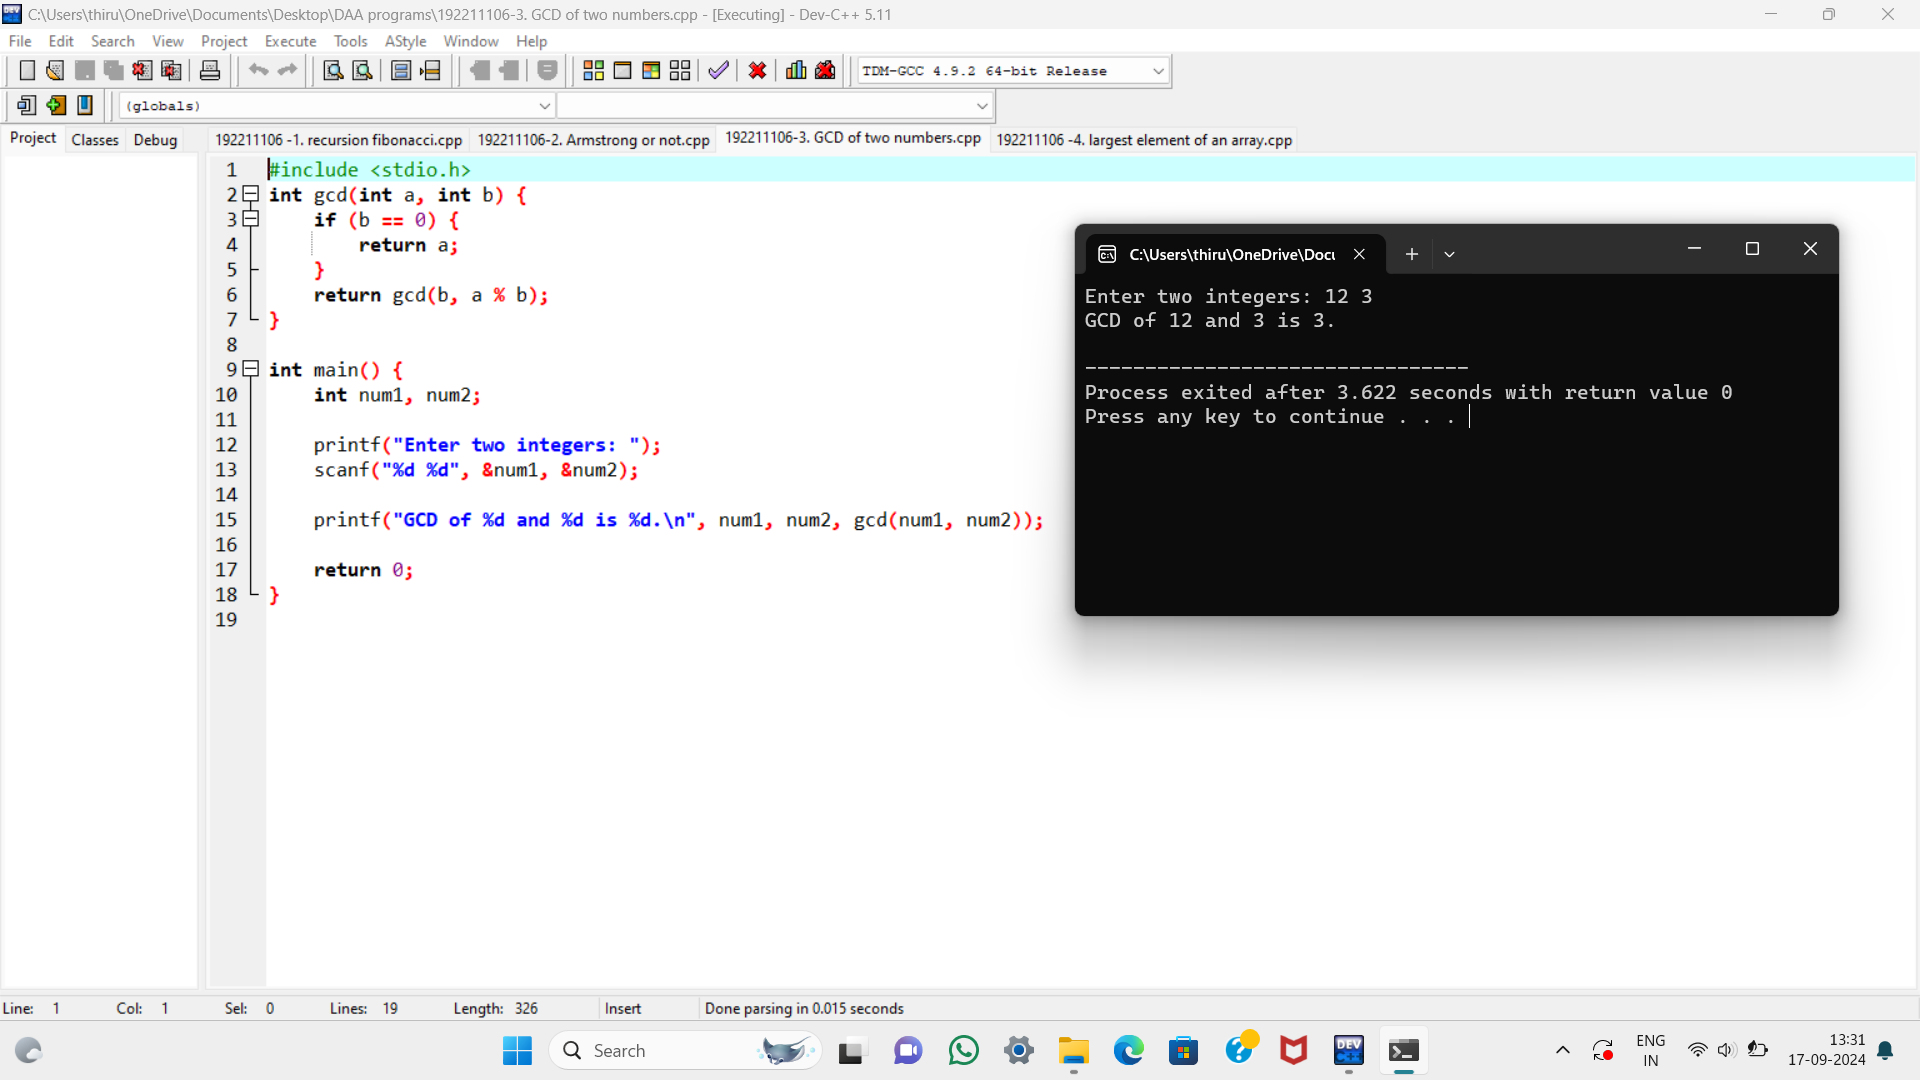 C:\Users\thiru\OneDrive\Documents\Desktop\DAA programs\192211106-3. GCD of two numbers.cpp - [Executing] - Dev-C++ 5.11
File Edit Search View Project Execute Tools AStyle Window Help
TDM-GCC 4.9.2 64-bit Release
(globals)
Project Classes Debug
192211106 -1. recursion fibonacci.cpp 192211106-2. Armstrong or not.cpp 192211106-3. GCD of two numbers.cpp 192211106 -4. largest element of an array.cpp
1 #include <stdio.h>
2 int gcd(int a, int b) {
3     if (b == 0) {
4         return a;
5     }
6     return gcd(b, a % b);
7 }
8
9 int main() {
10     int num1, num2;
11
12     printf("Enter two integers: ");
13     scanf("%d %d", &num1, &num2);
14
15     printf("GCD of %d and %d is %d.\n", num1, num2, gcd(num1, num2));
16
17     return 0;
18 }
19
C:\Users\thiru\OneDrive\Docu
Enter two integers: 12 3
GCD of 12 and 3 is 3.
--------------------------------
Process exited after 3.622 seconds with return value 0
Press any key to continue . . .
Line: 1 Col: 1 Sel: 0 Lines: 19 Length: 326 Insert Done parsing in 0.015 seconds
Search
DEV C++
ENG
IN
13:31
17-09-2024